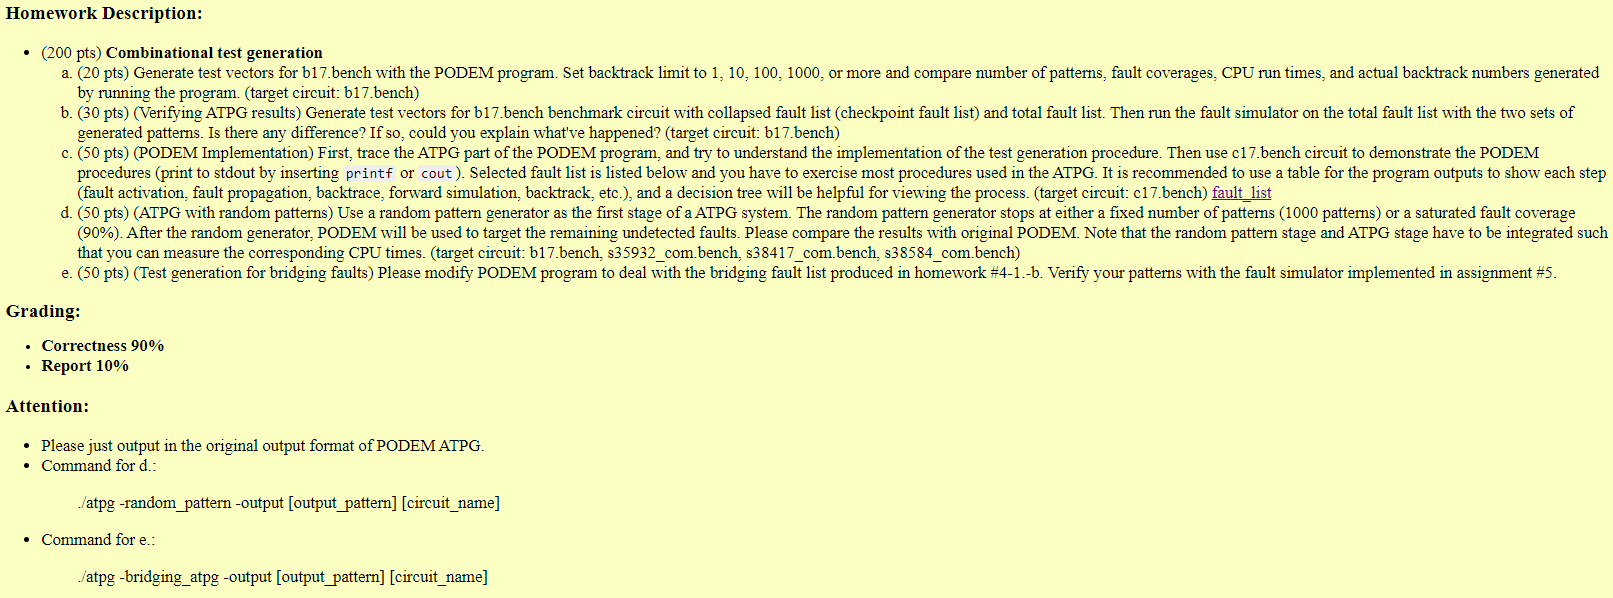 Homework Description:
• (200 pts) Combinational test generation
a. (20 pts) Generate test vectors for b17.bench with the PODEM program. Set backtrack limit to 1, 10, 100, 1000, or more and compare number of patterns, fault coverages, CPU run times, and actual backtrack numbers generated
by running the program. (target circuit: b17.bench)
b. (30 pts) (Verifying ATPG results) Generate test vectors for b17.bench benchmark circuit with collapsed fault list (checkpoint fault list) and total fault list. Then run the fault simulator on the total fault list with the two sets of
generated patterns. Is there any difference? If so, could you explain what've happened? (target circuit: b17.bench)
c. (50 pts) (PODEM Implementation) First, trace the ATPG part of the PODEM program, and try to understand the implementation of the test generation procedure. Then use c17.bench circuit to demonstrate the PODEM
procedures (print to stdout by inserting printf or cout). Selected fault list is listed below and you have to exercise most procedures used in the ATPG. It is recommended to use a table for the program outputs to show each step
(fault activation, fault propagation, backtrace, forward simulation, backtrack, etc.), and a decision tree will be helpful for viewing the process. (target circuit: c17.bench) fault_list
d. (50 pts) (ATPG with random patterns) Use a random pattern generator as the first stage of a ATPG system. The random pattern generator stops at either a fixed number of patterns (1000 patterns) or a saturated fault coverage
(90%). After the random generator, PODEM will be used to target the remaining undetected faults. Please compare the results with original PODEM. Note that the random pattern stage and ATPG stage have to be integrated such
that you can measure the corresponding CPU times. (target circuit: b17.bench, s35932_com.bench, s38417_com.bench, s38584_com.bench)
e. (50 pts) (Test generation for bridging faults) Please modify PODEM program to deal with the bridging fault list produced in homework #4-1.-b. Verify your patterns with the fault simulator implemented in assignment #5.
Grading:
• Correctness 90%
• Report 10%
Attention:
• Please just output in the original output format of PODEM ATPG.
• Command for d.:
./atpg -random_pattern -output [output_pattern] [circuit_name]
• Command for e.:
./atpg -bridging_atpg -output [output_pattern] [circuit_name]